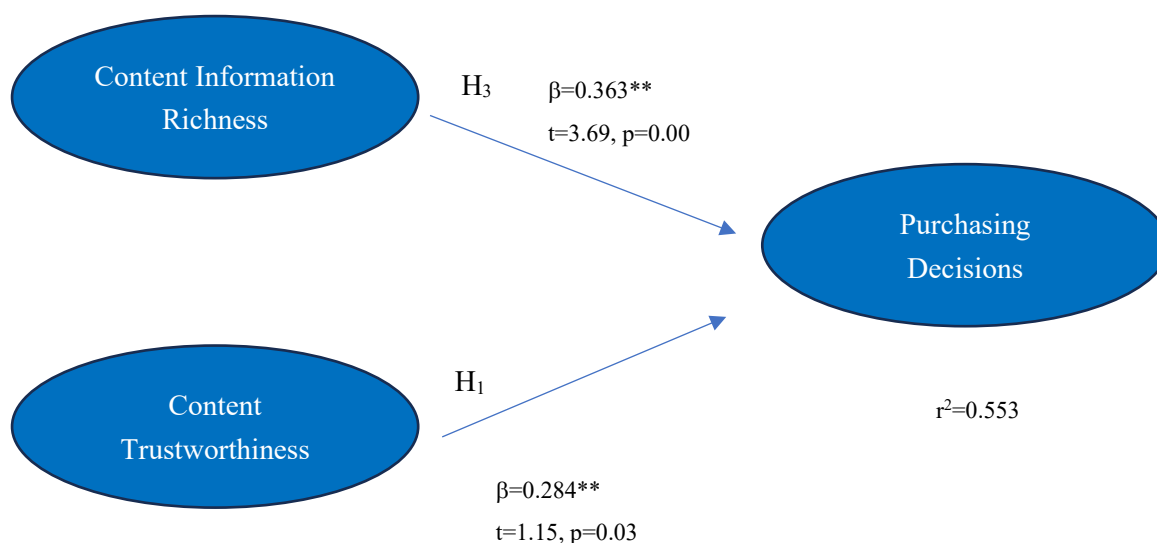 Content Information
Richness
H₃
β=0.363**
t=3.69, p=0.00
Purchasing
Decisions
Content
Trustworthiness
H₁
r²=0.553
β=0.284**
t=1.15, p=0.03